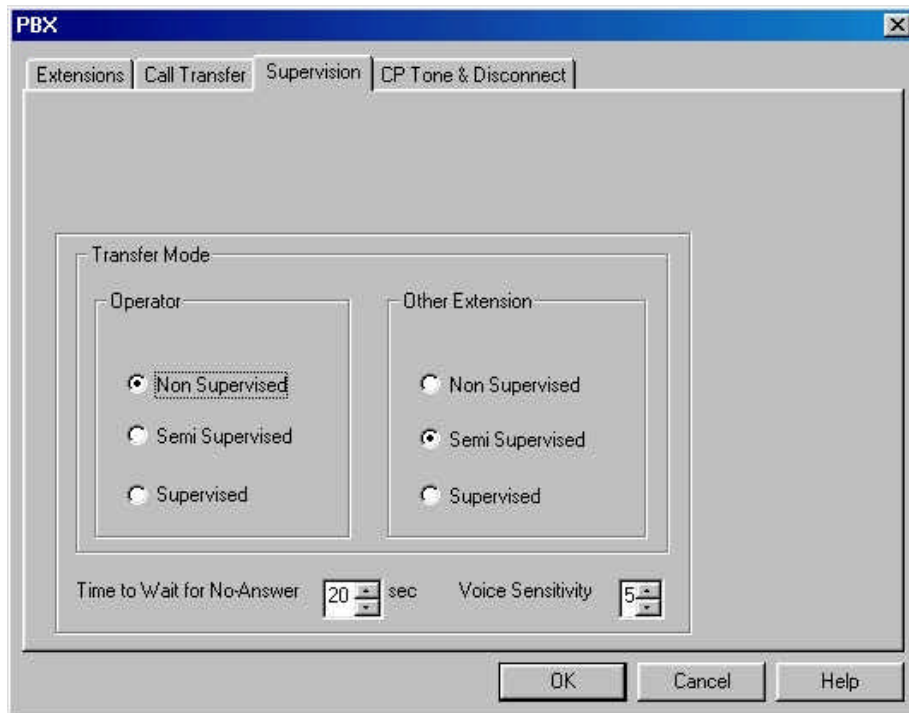 PBX
Extensions Call Transfer Supervision CP Tone & Disconnect
Transfer Mode
Operator
Non Supervised
Semi Supervised
Supervised
Other Extension
Non Supervised
Semi Supervised
Supervised
Time to Wait for No-Answer 20 sec Voice Sensitivity 5
OK Cancel Help